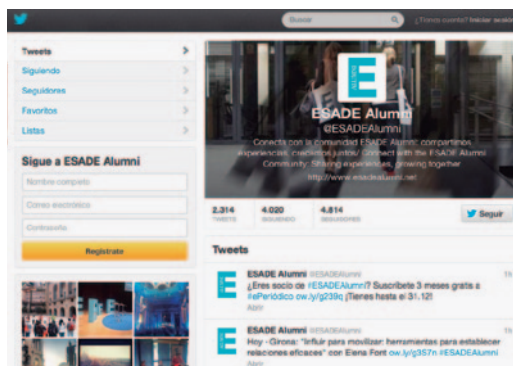 Buscar
¿Tienes cuenta? Iniciar sesión
Tweets
Siguiendo
Seguidores
Favoritos
Listas
Sigue a ESADE Alumni
Nombre completo
Correo electrónico
Contraseña
Regístrate
E
ESADE Alumni
@ESADEAlumni
Conecta con la comunidad ESADE Alumni: compartimos
experiencias, crecemos juntos/ Connect with the ESADE Alumni
Community: Sharing experiences, growing together
http://www.esadealumni.net
2.314
TWEETS
4.020
SIGUIENDO
4.814
SEGUIDORES
Seguir
Tweets
ESADE Alumni @ESADEAlumni 1h
¿Eres socio de #ESADEAlumni? Suscríbete 3 meses gratis a
#ePeriódico ow.ly/g239q ¡Tienes hasta el 31.12!
Abrir
ESADE Alumni @ESADEAlumni 1h
Hoy - Girona: "Influir para movilizar: herramientas para establecer
relaciones eficaces" con Elena Font ow.ly/g357n #ESADEAlumni
Abrir